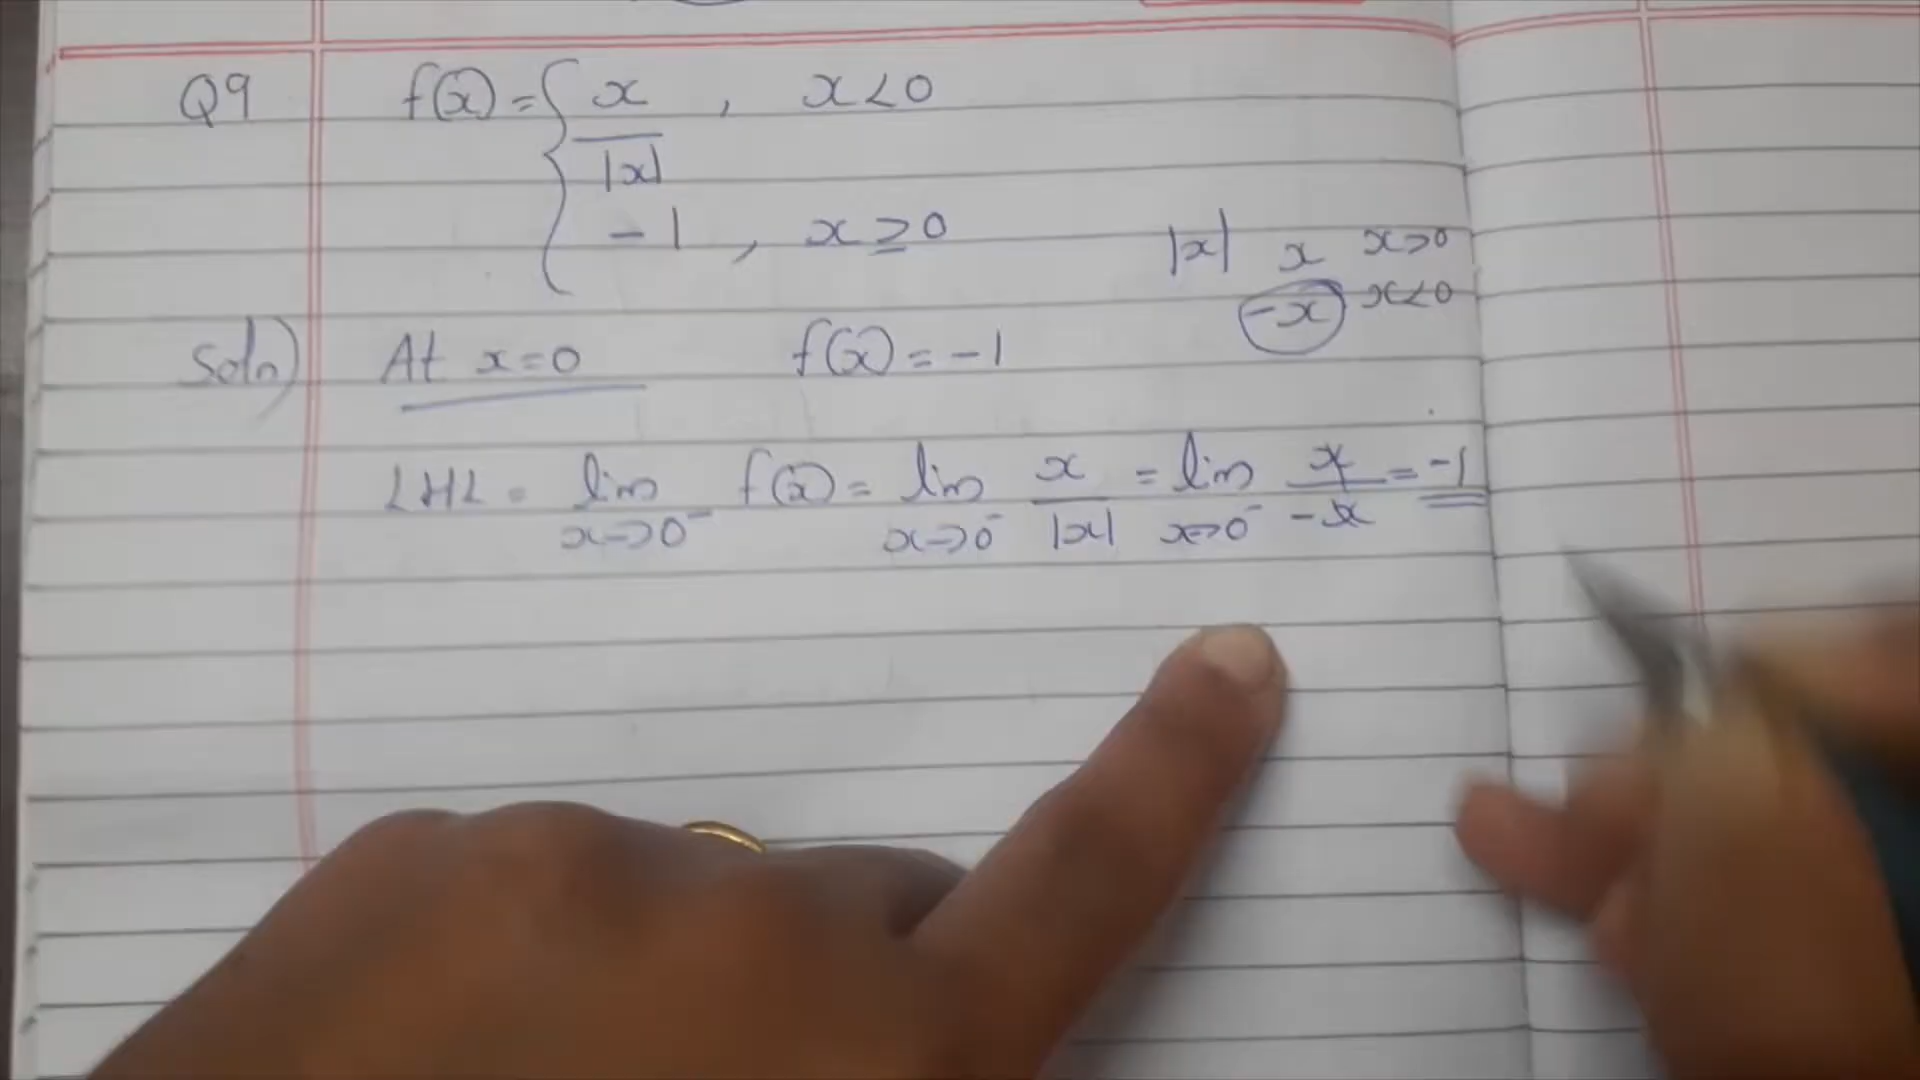 Q9 f(x) = { x/|x| , x<0
-1 , x≥0
|x| x x>0
-x x<0
Soln) At x=0 f(x) = -1
LHL = lim x→0⁻ f(x) = lim x→0⁻ x/|x| = lim x→0⁻ x/-x = -1